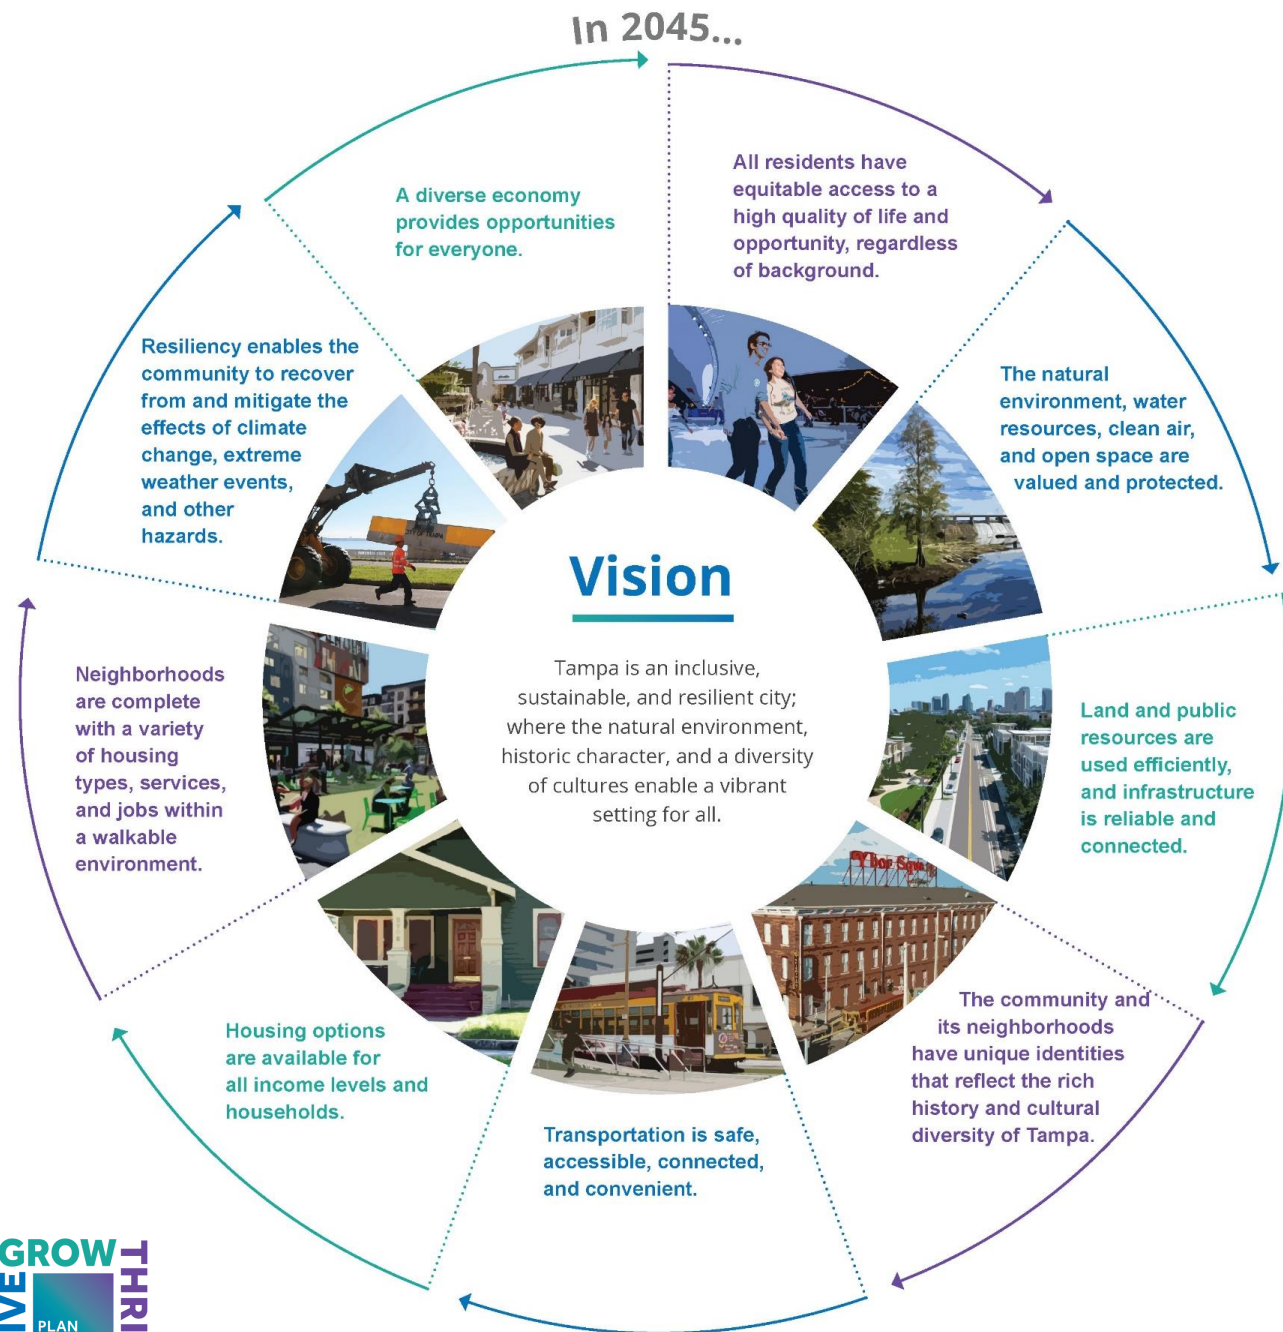 In 2045...
All residents have
equitable access to a
high quality of life and
opportunity, regardless
of background.
The natural
environment, water
resources, clean air,
and open space are
valued and protected.
Land and public
resources are
used efficiently,
and infrastructure
is reliable and
connected.
The community and
its neighborhoods
have unique identities
that reflect the rich
history and cultural
diversity of Tampa.
Transportation is safe,
accessible, connected,
and convenient.
Housing options
are available for
all income levels and
households.
Neighborhoods
are complete
with a variety
of housing
types, services,
and jobs within
a walkable
environment.
Resiliency enables the
community to recover
from and mitigate the
effects of climate
change, extreme
weather events,
and other
hazards.
A diverse economy
provides opportunities
for everyone.
Vision
Tampa is an inclusive,
sustainable, and resilient city;
where the natural environment,
historic character, and a diversity
of cultures enable a vibrant
setting for all.
Ybor Squ
GROW
THRI
IVE
PLAN